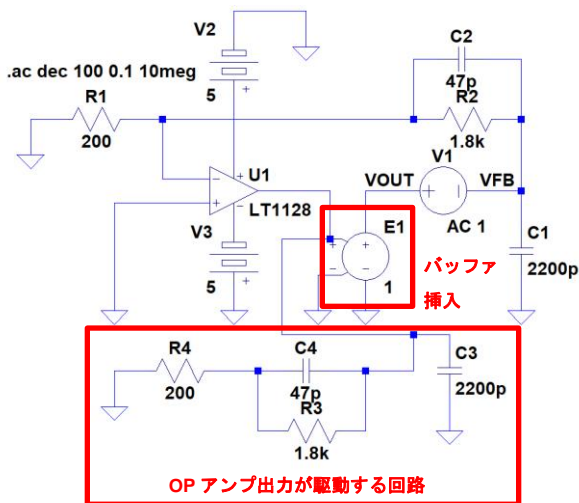 V2
.ac dec 100 0.1 10meg
5
R1
200
C2
47p
R2
1.8k
V1
VOUT
VFB
AC 1
U1
LT1128
V3
5
E1
1
バッファ
挿入
C1
2200p
R4
200
C4
47p
R3
1.8k
C3
2200p
OP アンプ出力が駆動する回路